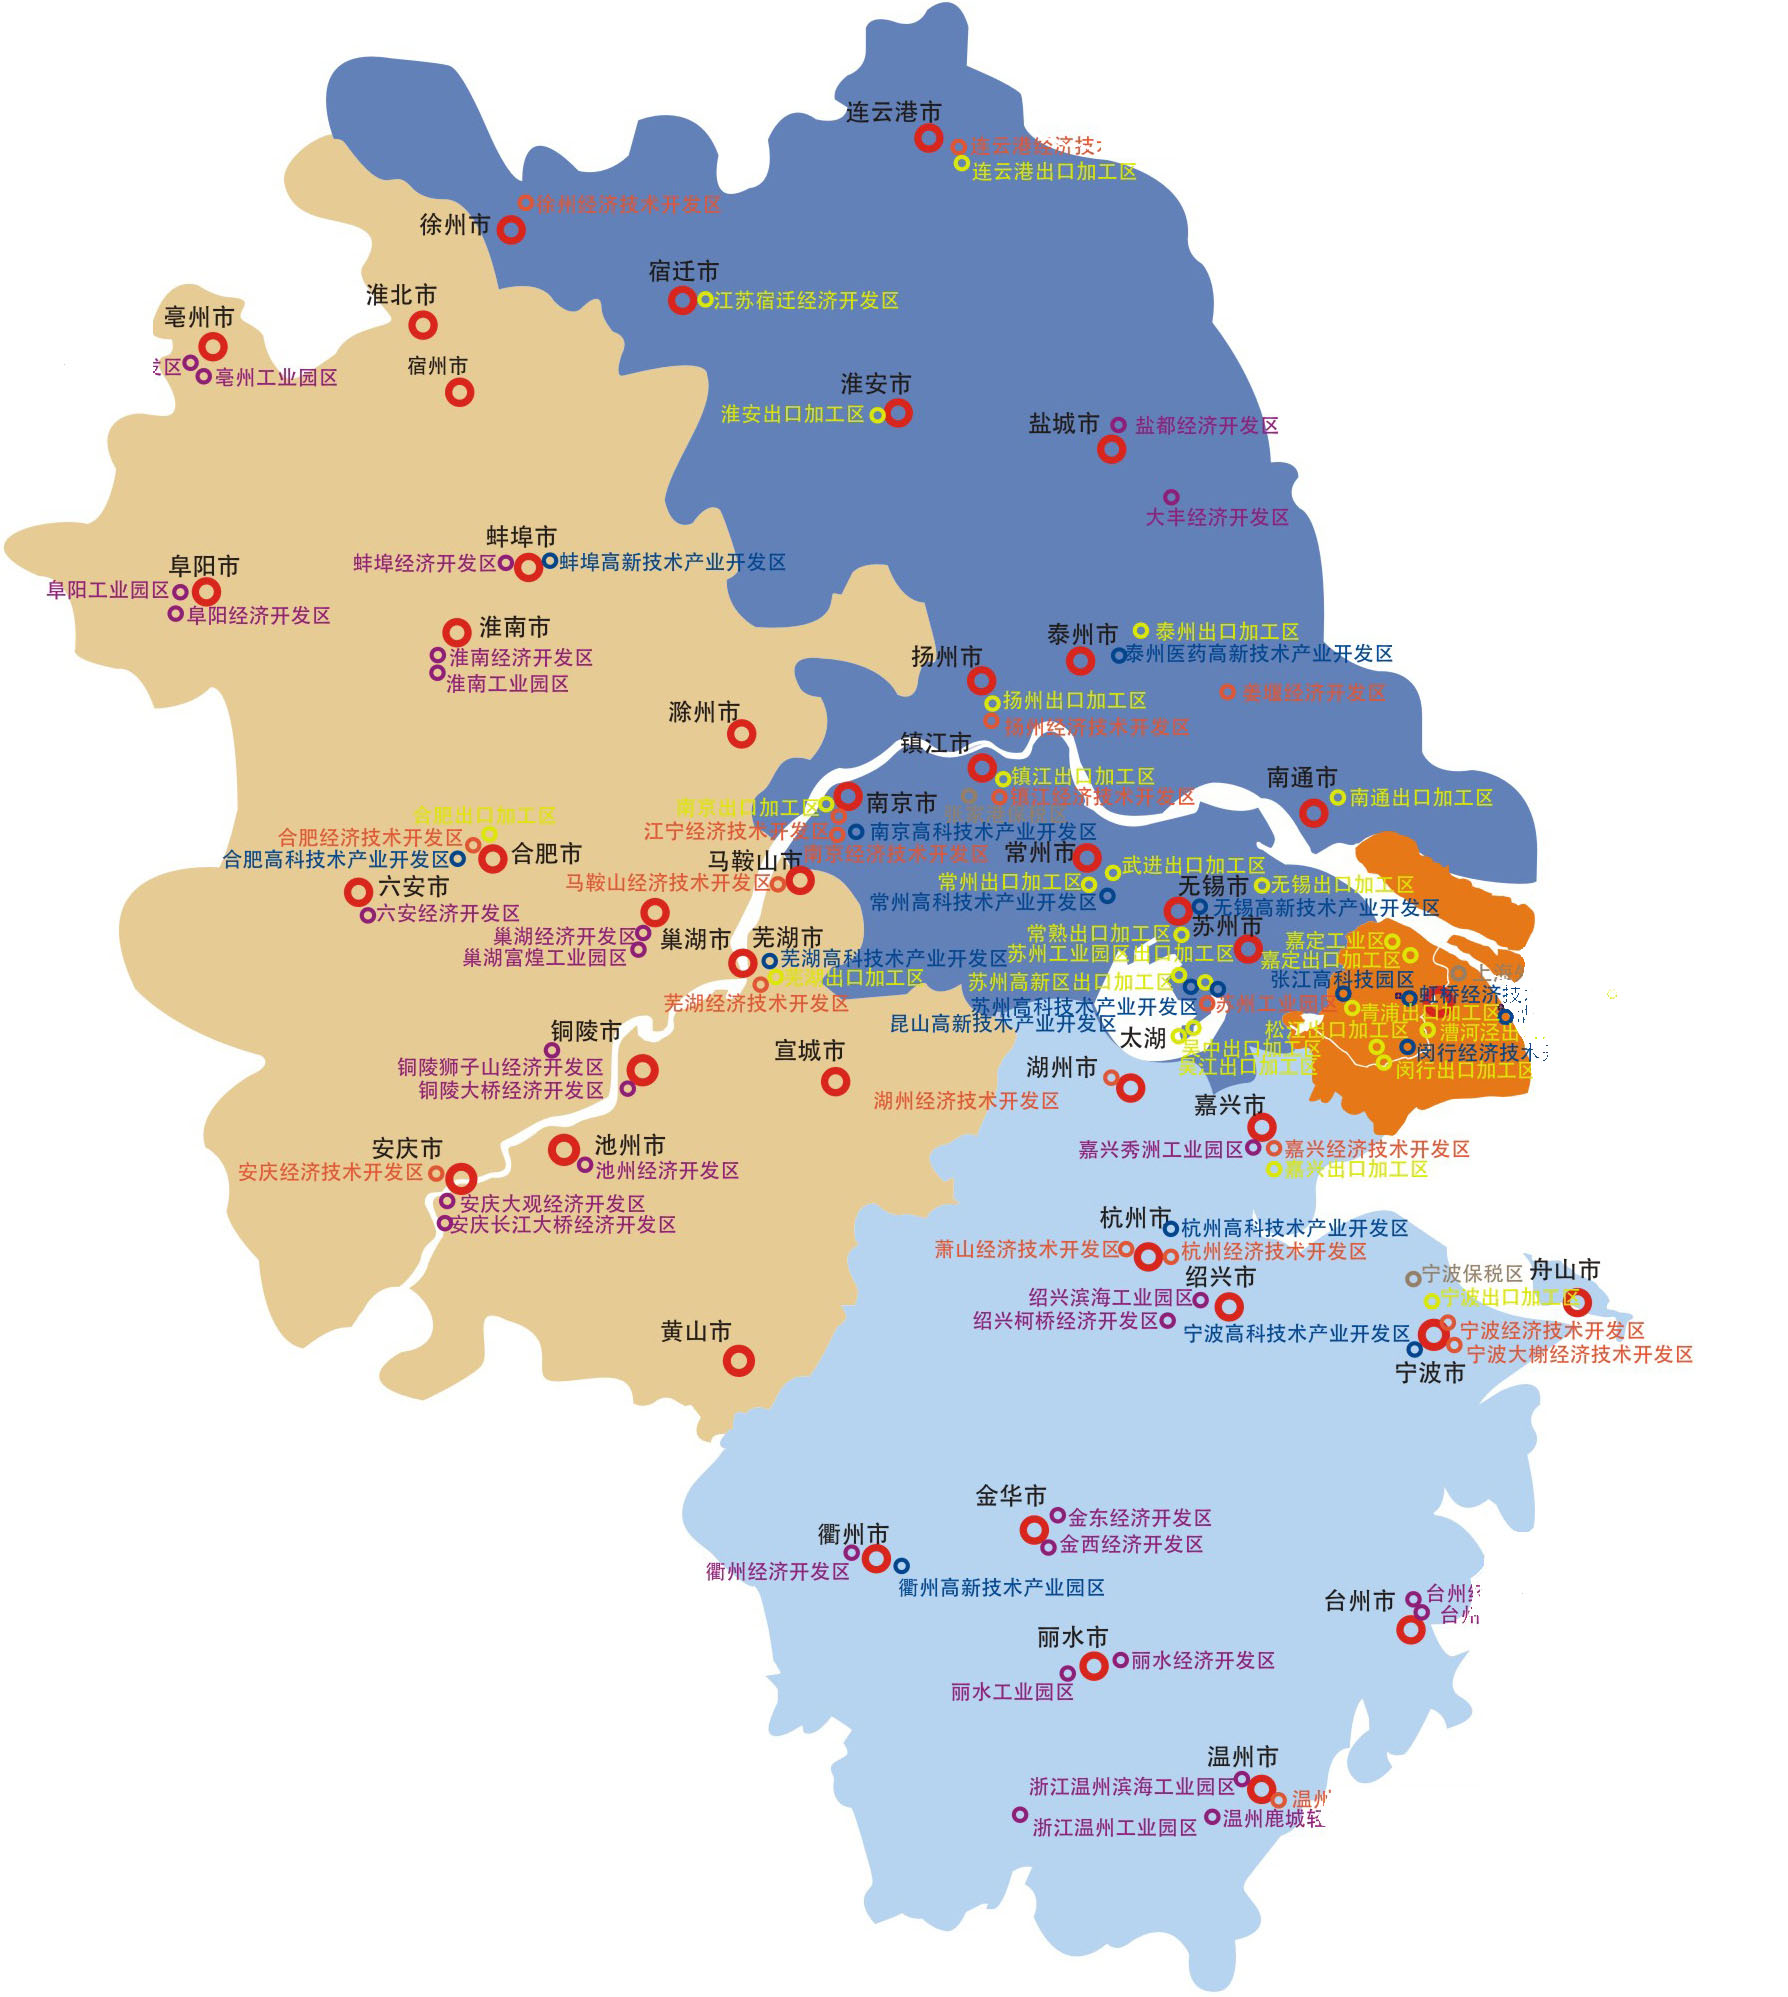 连云港市
连云港经济技
连云港出口加工区
徐州经济技术开发区
徐州市
宿迁市
江苏宿迁经济开发区
淮北市
亳州市
宿州市
发区
亳州工业园区
淮安市
淮安出口加工区
盐城市
盐都经济开发区
大丰经济开发区
蚌埠市
蚌埠经济开发区
蚌埠高新技术产业开发区
阜阳市
阜阳工业园区
阜阳经济开发区
淮南市
淮南经济开发区
淮南工业园区
泰州市
泰州出口加工区
泰州医药高新技术产业开发区
扬州市
姜堰经济开发区
扬州出口加工区
扬州经济技术开发区
滁州市
镇江市
镇江出口加工区
镇江经济技术开发区
张家港保税区
南通市
南通出口加工区
南京出口加工区
南京市
江宁经济技术开发区
南京高科技术产业开发区
南京经济技术开发区
合肥出口加工区
合肥经济技术开发区
合肥高科技术产业开发区
合肥市
马鞍山市
马鞍山经济技术开发区
常州市
武进出口加工区
常州出口加工区
常州高科技术产业开发区
无锡市
无锡出口加工区
无锡高新技术产业开发区
六安市
六安经济开发区
巢湖经济开发区
巢湖市
巢湖富煌工业园区
芜湖市
芜湖高科技术产业开发区
芜湖出口加工区
芜湖经济技术开发区
苏州市
常熟出口加工区
苏州工业园区出口加工区
苏州高新区出口加工区
苏州高科技术产业开发区
苏州工业园区
昆山高新技术产业开发区
嘉定工业区
嘉定出口加工区
张江高科技园区
虹桥经济技
青浦出口加工区
松江出口加工区
漕河泾出
闵行经济技术
闵行出口加工区
太湖
吴中出口加工区
吴江出口加工区
铜陵市
铜陵狮子山经济开发区
铜陵大桥经济开发区
宣城市
湖州市
湖州经济技术开发区
嘉兴市
嘉兴秀洲工业园区
嘉兴经济技术开发区
嘉兴出口加工区
安庆市
安庆经济技术开发区
池州市
池州经济开发区
安庆大观经济开发区
安庆长江大桥经济开发区
杭州市
杭州高科技术产业开发区
萧山经济技术开发区
杭州经济技术开发区
绍兴市
绍兴滨海工业园区
绍兴柯桥经济开发区
宁波保税区
舟山市
宁波出口加工区
宁波高科技术产业开发区
宁波经济技术开发区
宁波大榭经济技术开发区
宁波市
黄山市
金华市
金东经济开发区
金西经济开发区
衢州市
衢州经济开发区
衢州高新技术产业园区
台州市
台州
台州
丽水市
丽水经济开发区
丽水工业园区
温州市
浙江温州滨海工业园区
温州
温州鹿城轻
浙江温州工业园区